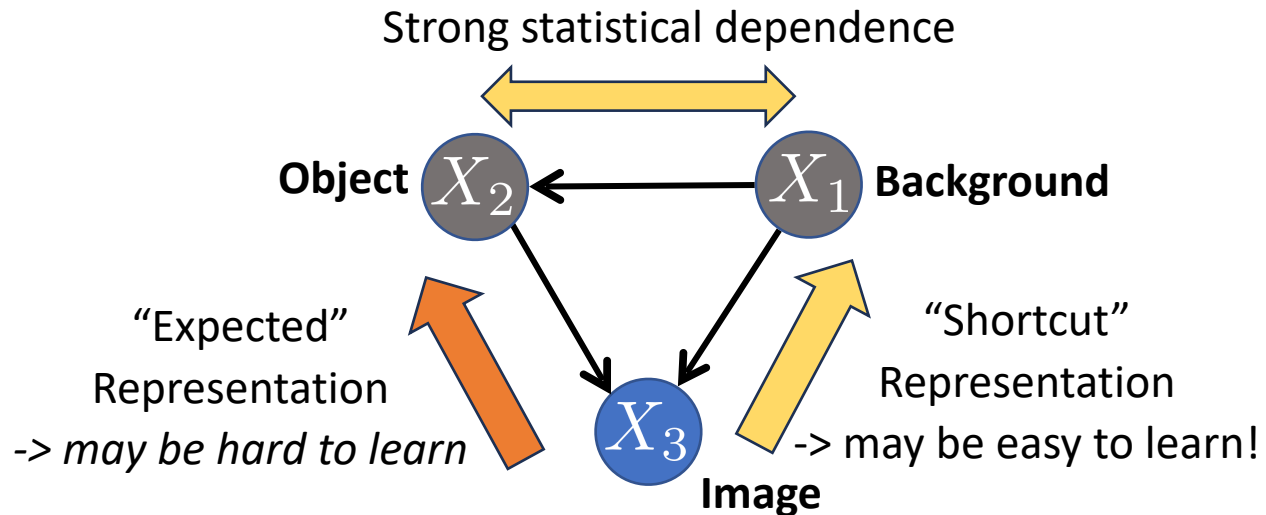 Strong statistical dependence
Object X₂ X₁ Background
“Expected”
Representation
-> may be hard to learn
“Shortcut”
Representation
-> may be easy to learn!
X₃
Image